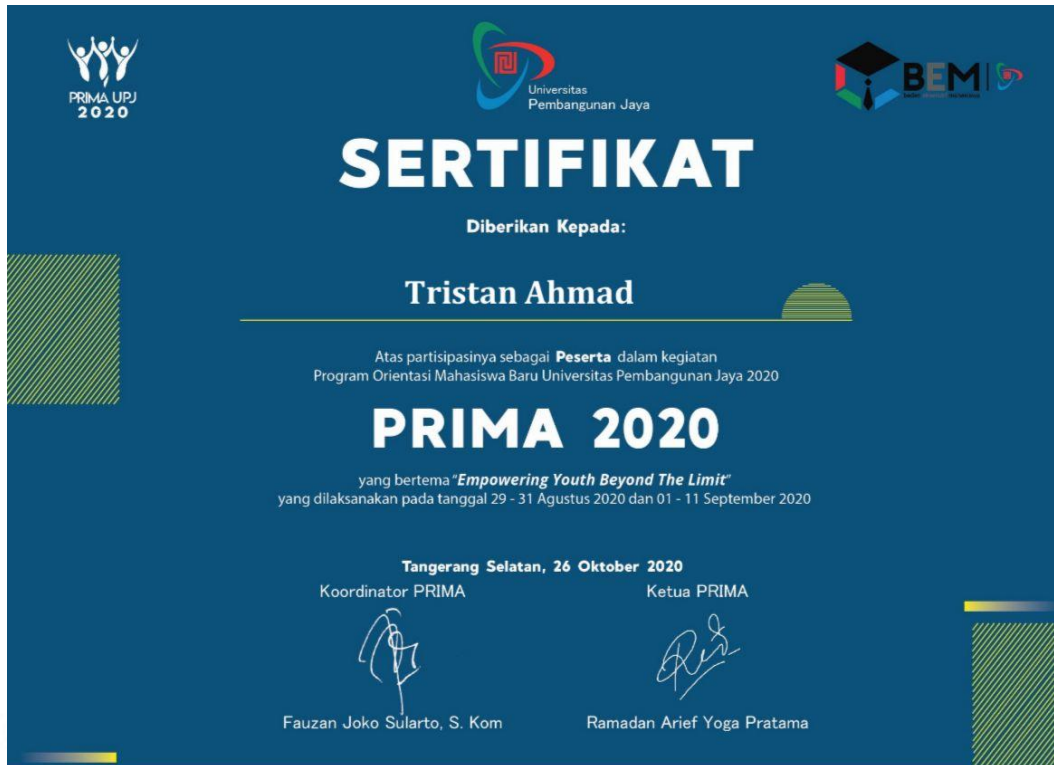 PRIMA UPJ
2020
Universitas
Pembangunan Jaya
BEM
SERTIFIKAT
Diberikan Kepada:
Tristan Ahmad
Atas partisipasinya sebagai Peserta dalam kegiatan
Program Orientasi Mahasiswa Baru Universitas Pembangunan Jaya 2020
PRIMA 2020
yang bertema "Empowering Youth Beyond The Limit"
yang dilaksanakan pada tanggal 29 - 31 Agustus 2020 dan 01 - 11 September 2020
Tangerang Selatan, 26 Oktober 2020
Koordinator PRIMA
Ketua PRIMA
Fauzan Joko Sularto, S. Kom
Ramadan Arief Yoga Pratama